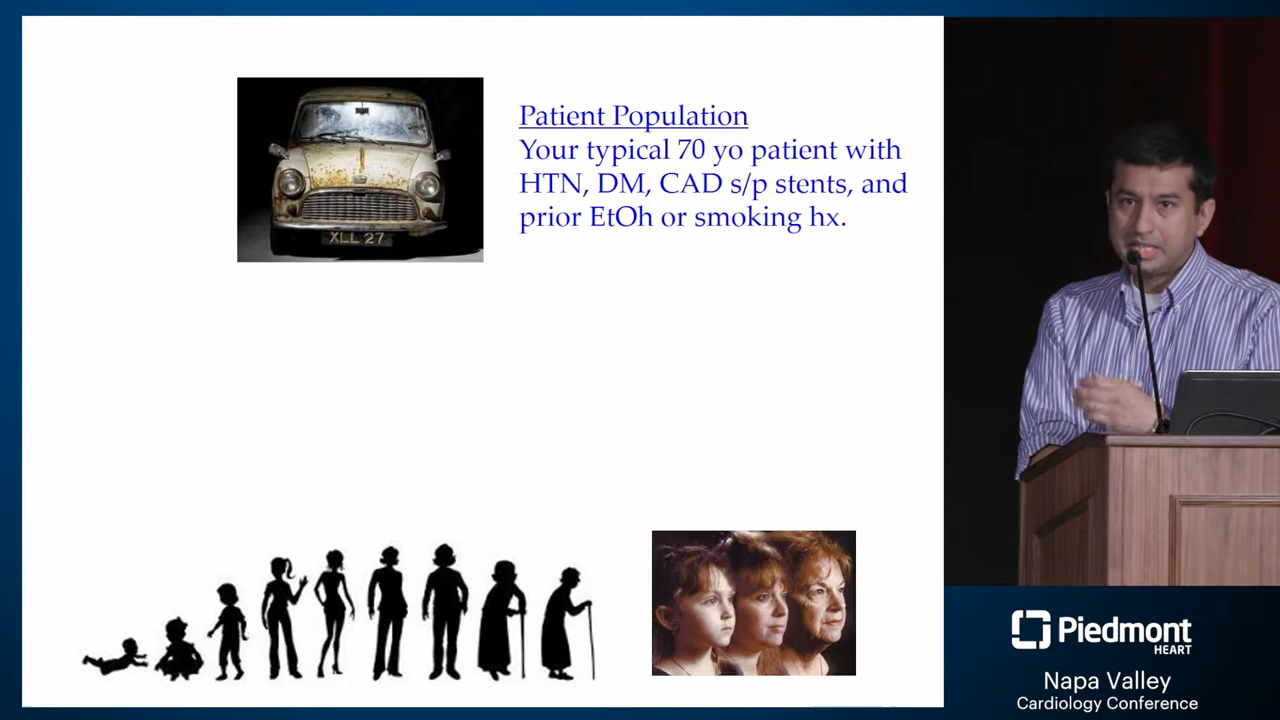 Patient Population
Your typical 70 yo patient with
HTN, DM, CAD s/p stents, and
prior EtOh or smoking hx.
XLL 27
Piedmont
HEART
Napa Valley
Cardiology Conference